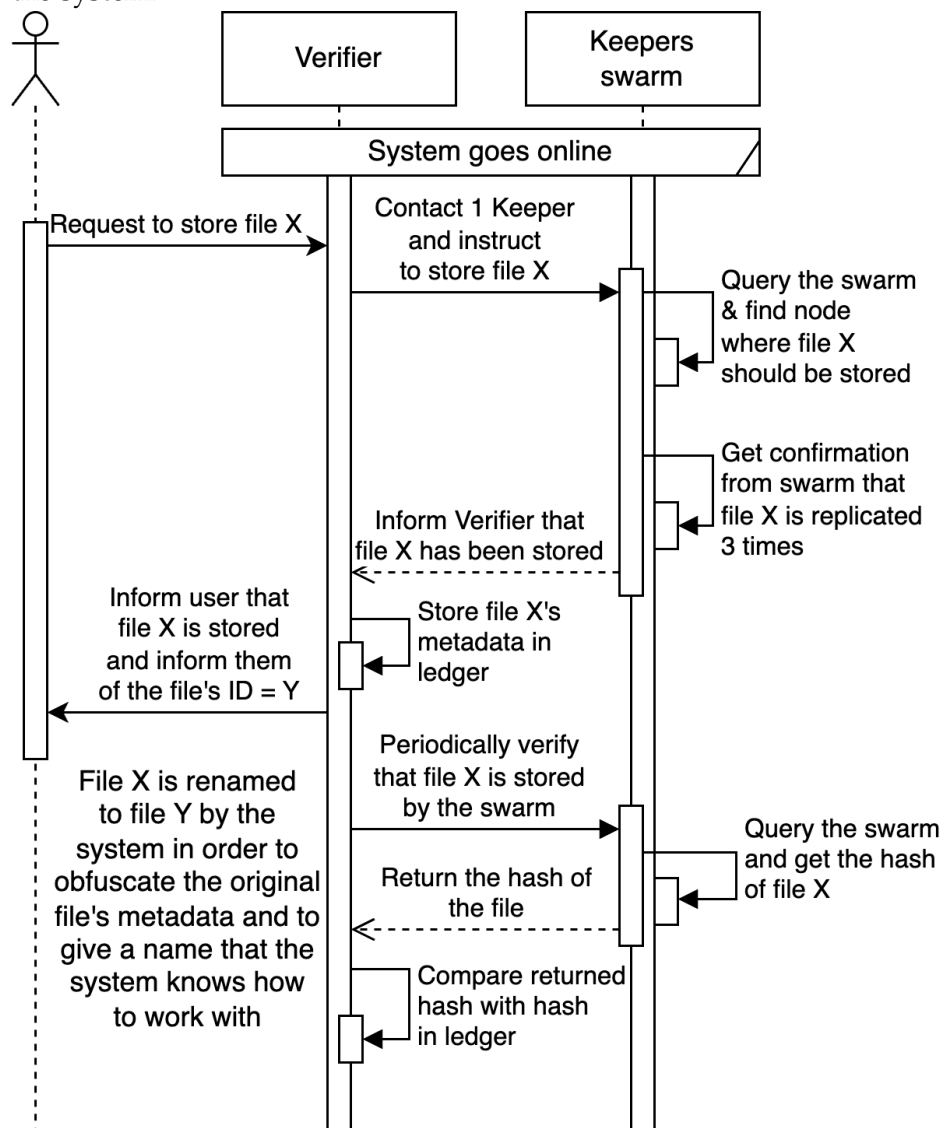 Verifier
Keepers
swarm
System goes online
Request to store file X
Contact 1 Keeper
and instruct
to store file X
Query the swarm
& find node
where file X
should be stored
Get confirmation
from swarm that
file X is replicated
3 times
Inform Verifier that
file X has been stored
Inform user that
file X is stored
and inform them
of the file's ID = Y
Store file X's
metadata in
ledger
Periodically verify
that file X is stored
by the swarm
File X is renamed
to file Y by the
system in order to
obfuscate the original
file's metadata and to
give a name that the
system knows how
to work with
Query the swarm
and get the hash
of file X
Return the hash of
the file
Compare returned
hash with hash
in ledger